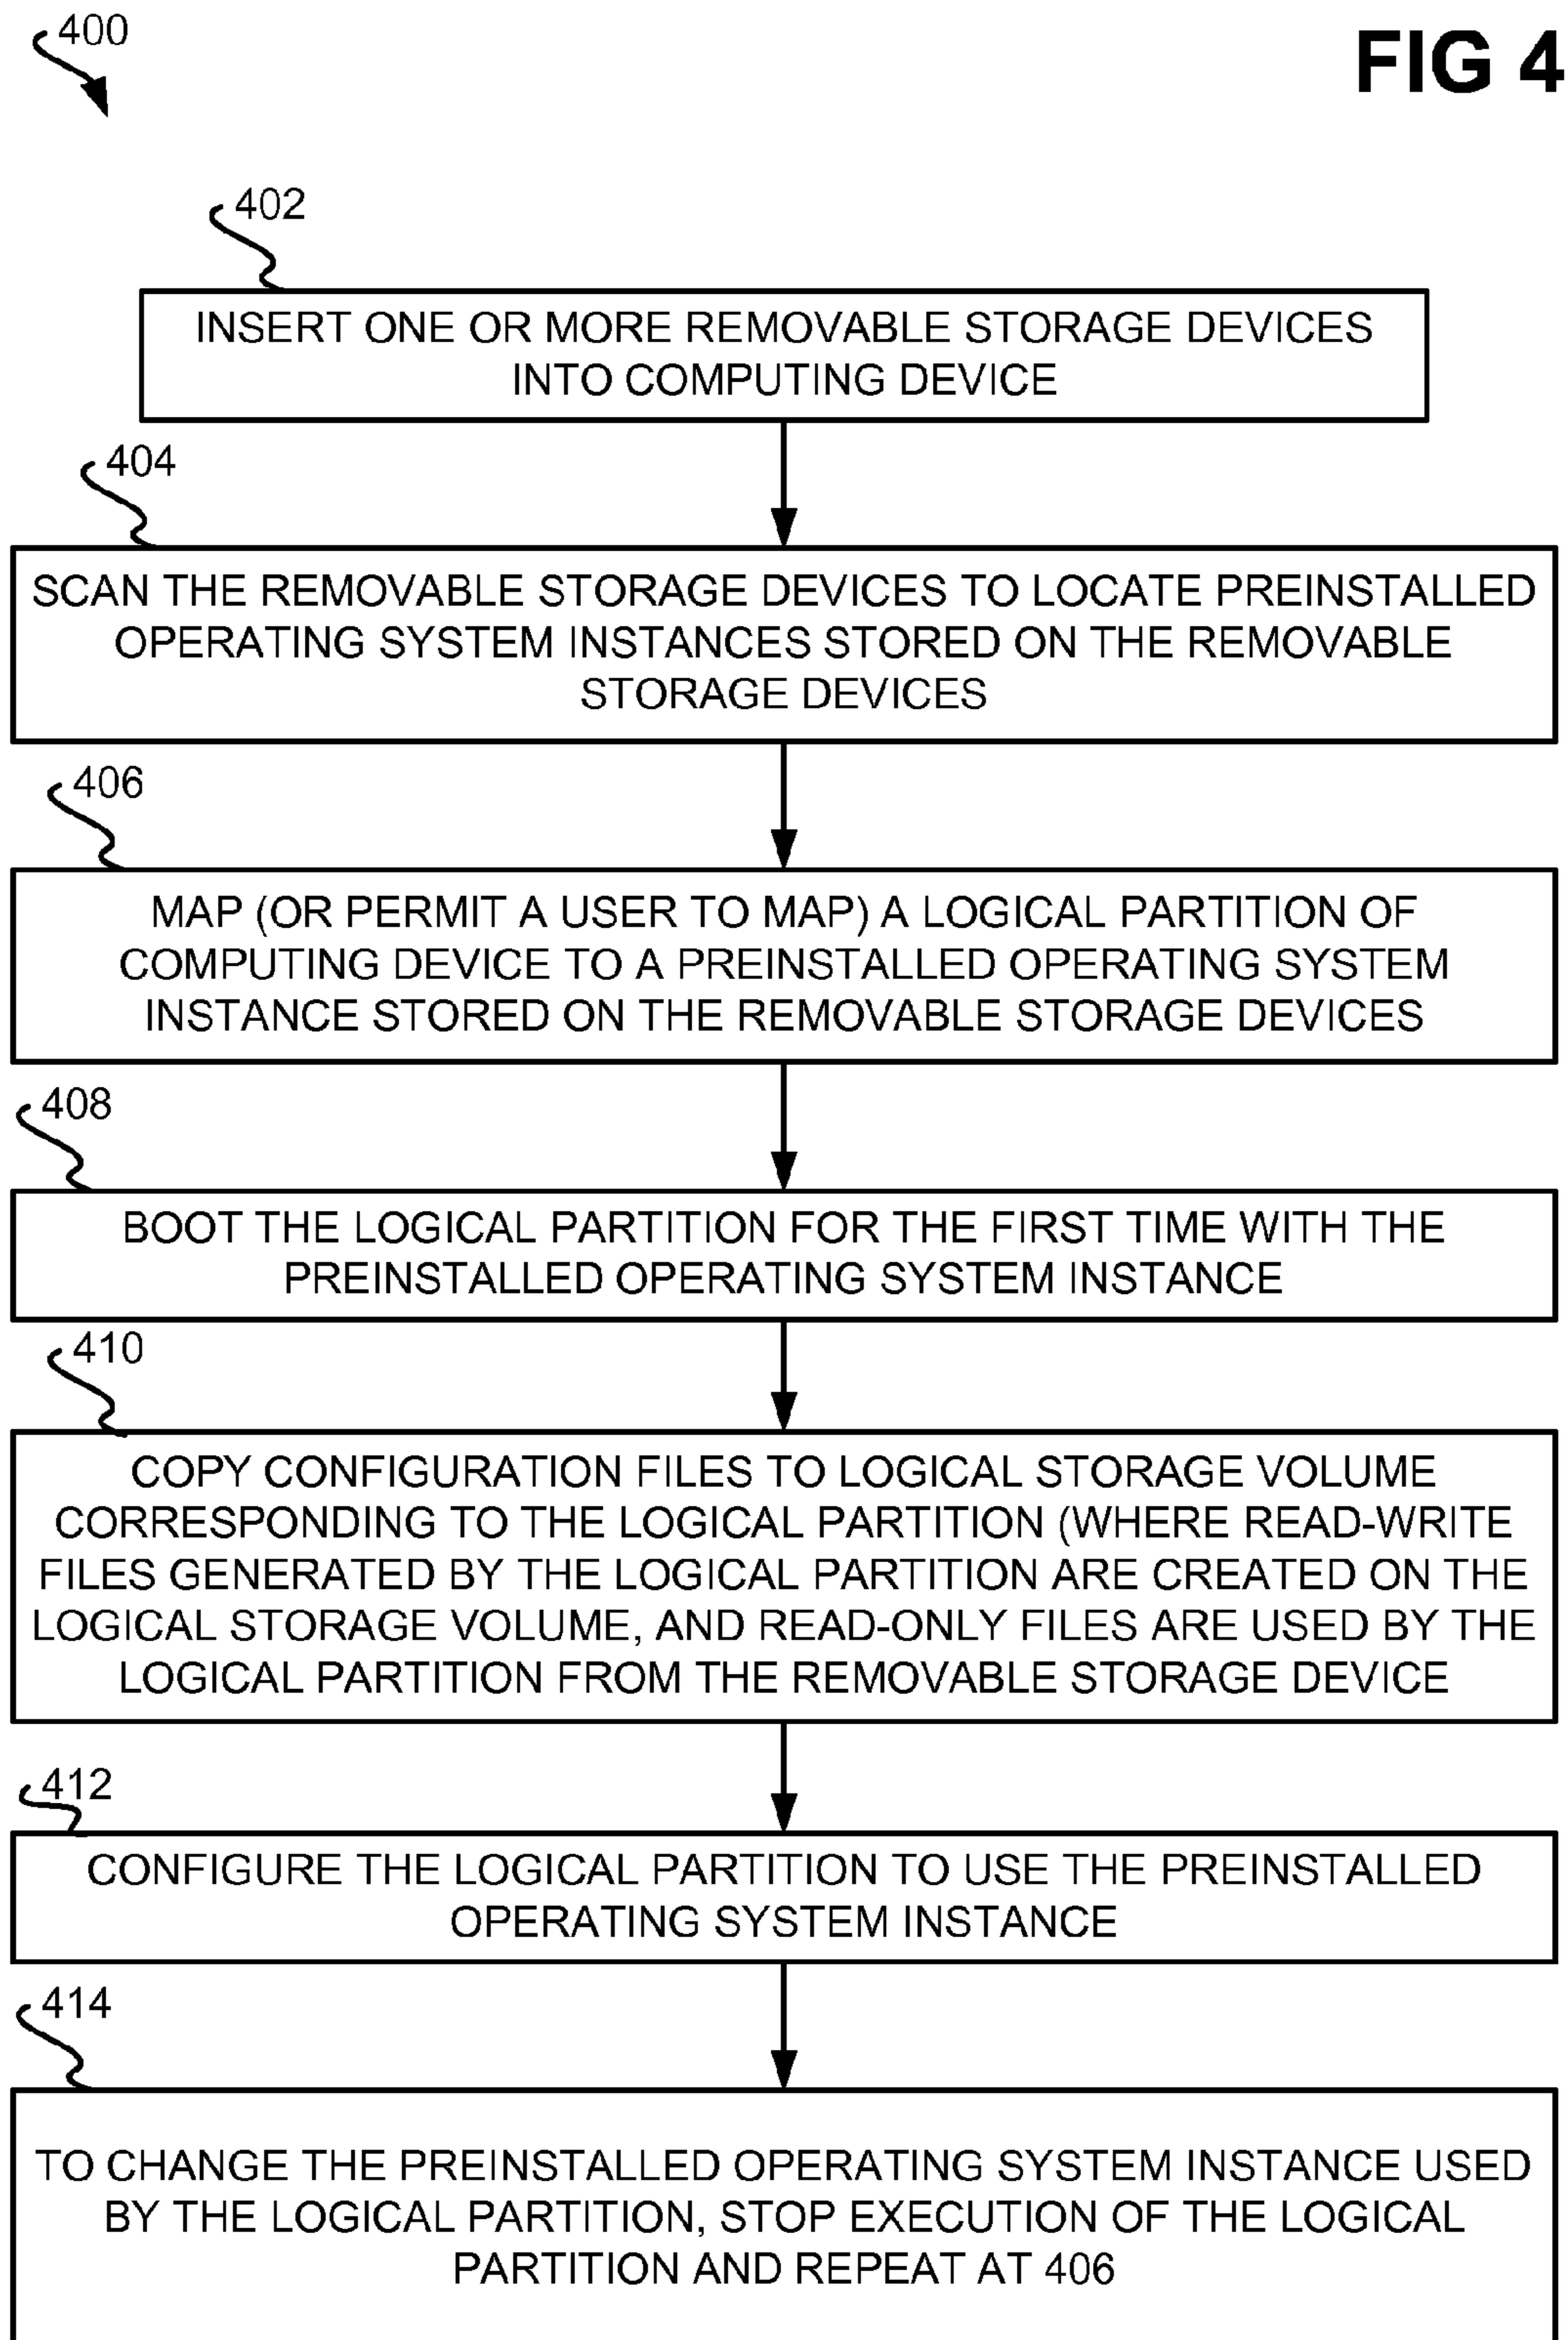 400
FIG 4
402
INSERT ONE OR MORE REMOVABLE STORAGE DEVICES
INTO COMPUTING DEVICE
404
SCAN THE REMOVABLE STORAGE DEVICES TO LOCATE PREINSTALLED
OPERATING SYSTEM INSTANCES STORED ON THE REMOVABLE
STORAGE DEVICES
406
MAP (OR PERMIT A USER TO MAP) A LOGICAL PARTITION OF
COMPUTING DEVICE TO A PREINSTALLED OPERATING SYSTEM
INSTANCE STORED ON THE REMOVABLE STORAGE DEVICES
408
BOOT THE LOGICAL PARTITION FOR THE FIRST TIME WITH THE
PREINSTALLED OPERATING SYSTEM INSTANCE
410
COPY CONFIGURATION FILES TO LOGICAL STORAGE VOLUME
CORRESPONDING TO THE LOGICAL PARTITION (WHERE READ-WRITE
FILES GENERATED BY THE LOGICAL PARTITION ARE CREATED ON THE
LOGICAL STORAGE VOLUME, AND READ-ONLY FILES ARE USED BY THE
LOGICAL PARTITION FROM THE REMOVABLE STORAGE DEVICE
412
CONFIGURE THE LOGICAL PARTITION TO USE THE PREINSTALLED
OPERATING SYSTEM INSTANCE
414
TO CHANGE THE PREINSTALLED OPERATING SYSTEM INSTANCE USED
BY THE LOGICAL PARTITION, STOP EXECUTION OF THE LOGICAL
PARTITION AND REPEAT AT 406